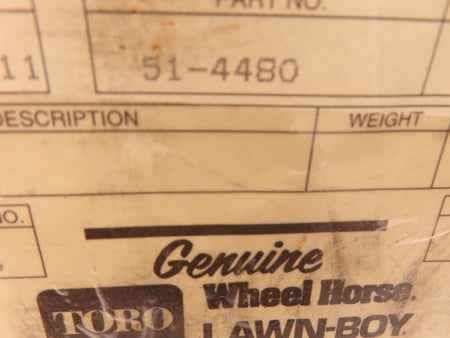 PART NO.
11 51-4480
DESCRIPTION WEIGHT
NO.
Genuine
Wheel Horse
TORO LAWN-BOY